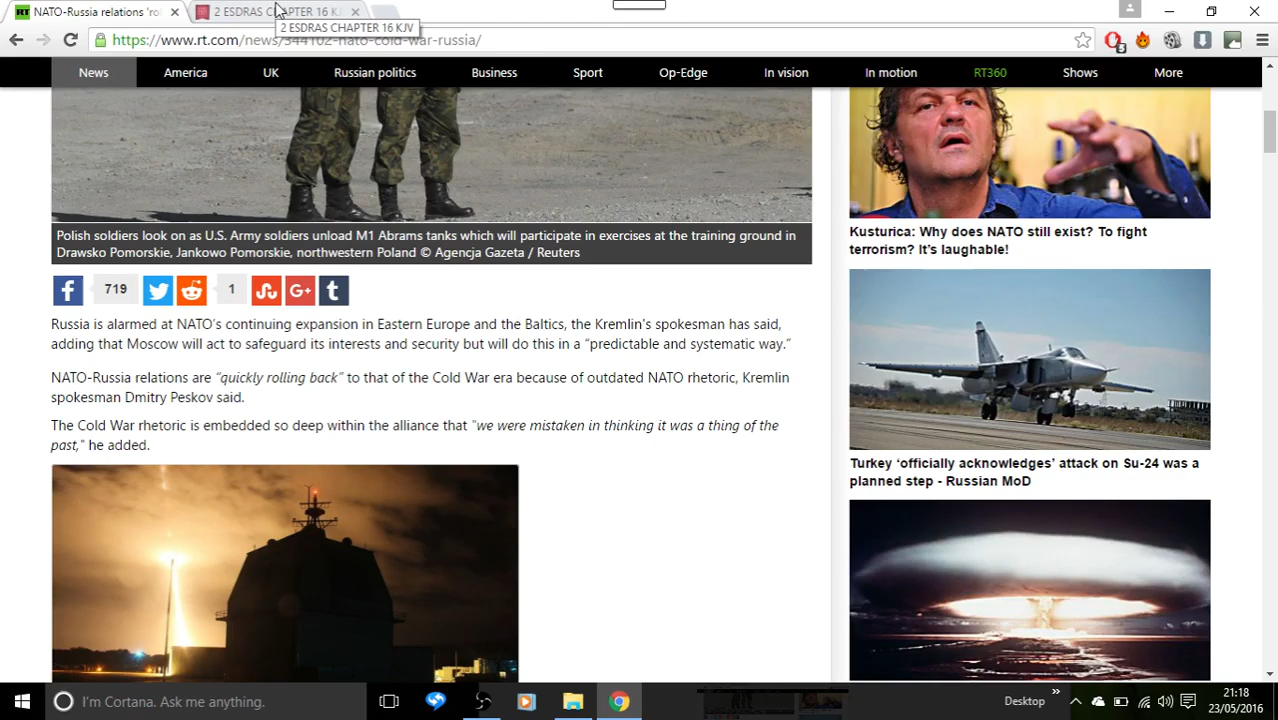 RT NATO-Russia relations 'ro
2 ESDRAS CHAPTER 16 KJV
2 ESDRAS CHAPTER 16 KJV
https://www.rt.com/news/344102-nato-cold-war-russia/
3
News America UK Russian politics Business Sport Op-Edge In vision In motion RT360 Shows More
Polish soldiers look on as U.S. Army soldiers unload M1 Abrams tanks which will participate in exercises at the training ground in
Drawsko Pomorskie, Jankowo Pomorskie, northwestern Poland © Agencja Gazeta / Reuters
719 1 G+
Russia is alarmed at NATO's continuing expansion in Eastern Europe and the Baltics, the Kremlin's spokesman has said,
adding that Moscow will act to safeguard its interests and security but will do this in a “predictable and systematic way.”
NATO-Russia relations are “quickly rolling back” to that of the Cold War era because of outdated NATO rhetoric, Kremlin
spokesman Dmitry Peskov said.
The Cold War rhetoric is embedded so deep within the alliance that "we were mistaken in thinking it was a thing of the
past," he added.
Kusturica: Why does NATO still exist? To fight
terrorism? It’s laughable!
Turkey ‘officially acknowledges’ attack on Su-24 was a
planned step - Russian MoD
I'm Cortana. Ask me anything.
Desktop
21:18
23/05/2016